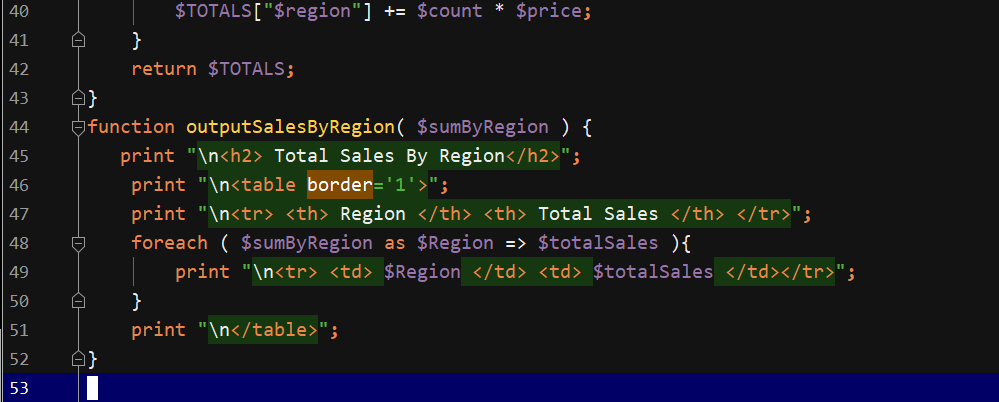 40 $TOTALS["$region"] += $count * $price;
41 }
42 return $TOTALS;
43 }
44 function outputSalesByRegion( $sumByRegion ) {
45 print "\n<h2> Total Sales By Region</h2>";
46 print "\n<table border='1'>";
47 print "\n<tr> <th> Region </th> <th> Total Sales </th> </tr>";
48 foreach ( $sumByRegion as $Region => $totalSales ){
49 print "\n<tr> <td> $Region </td> <td> $totalSales </td></tr>";
50 }
51 print "\n</table>";
52 }
53